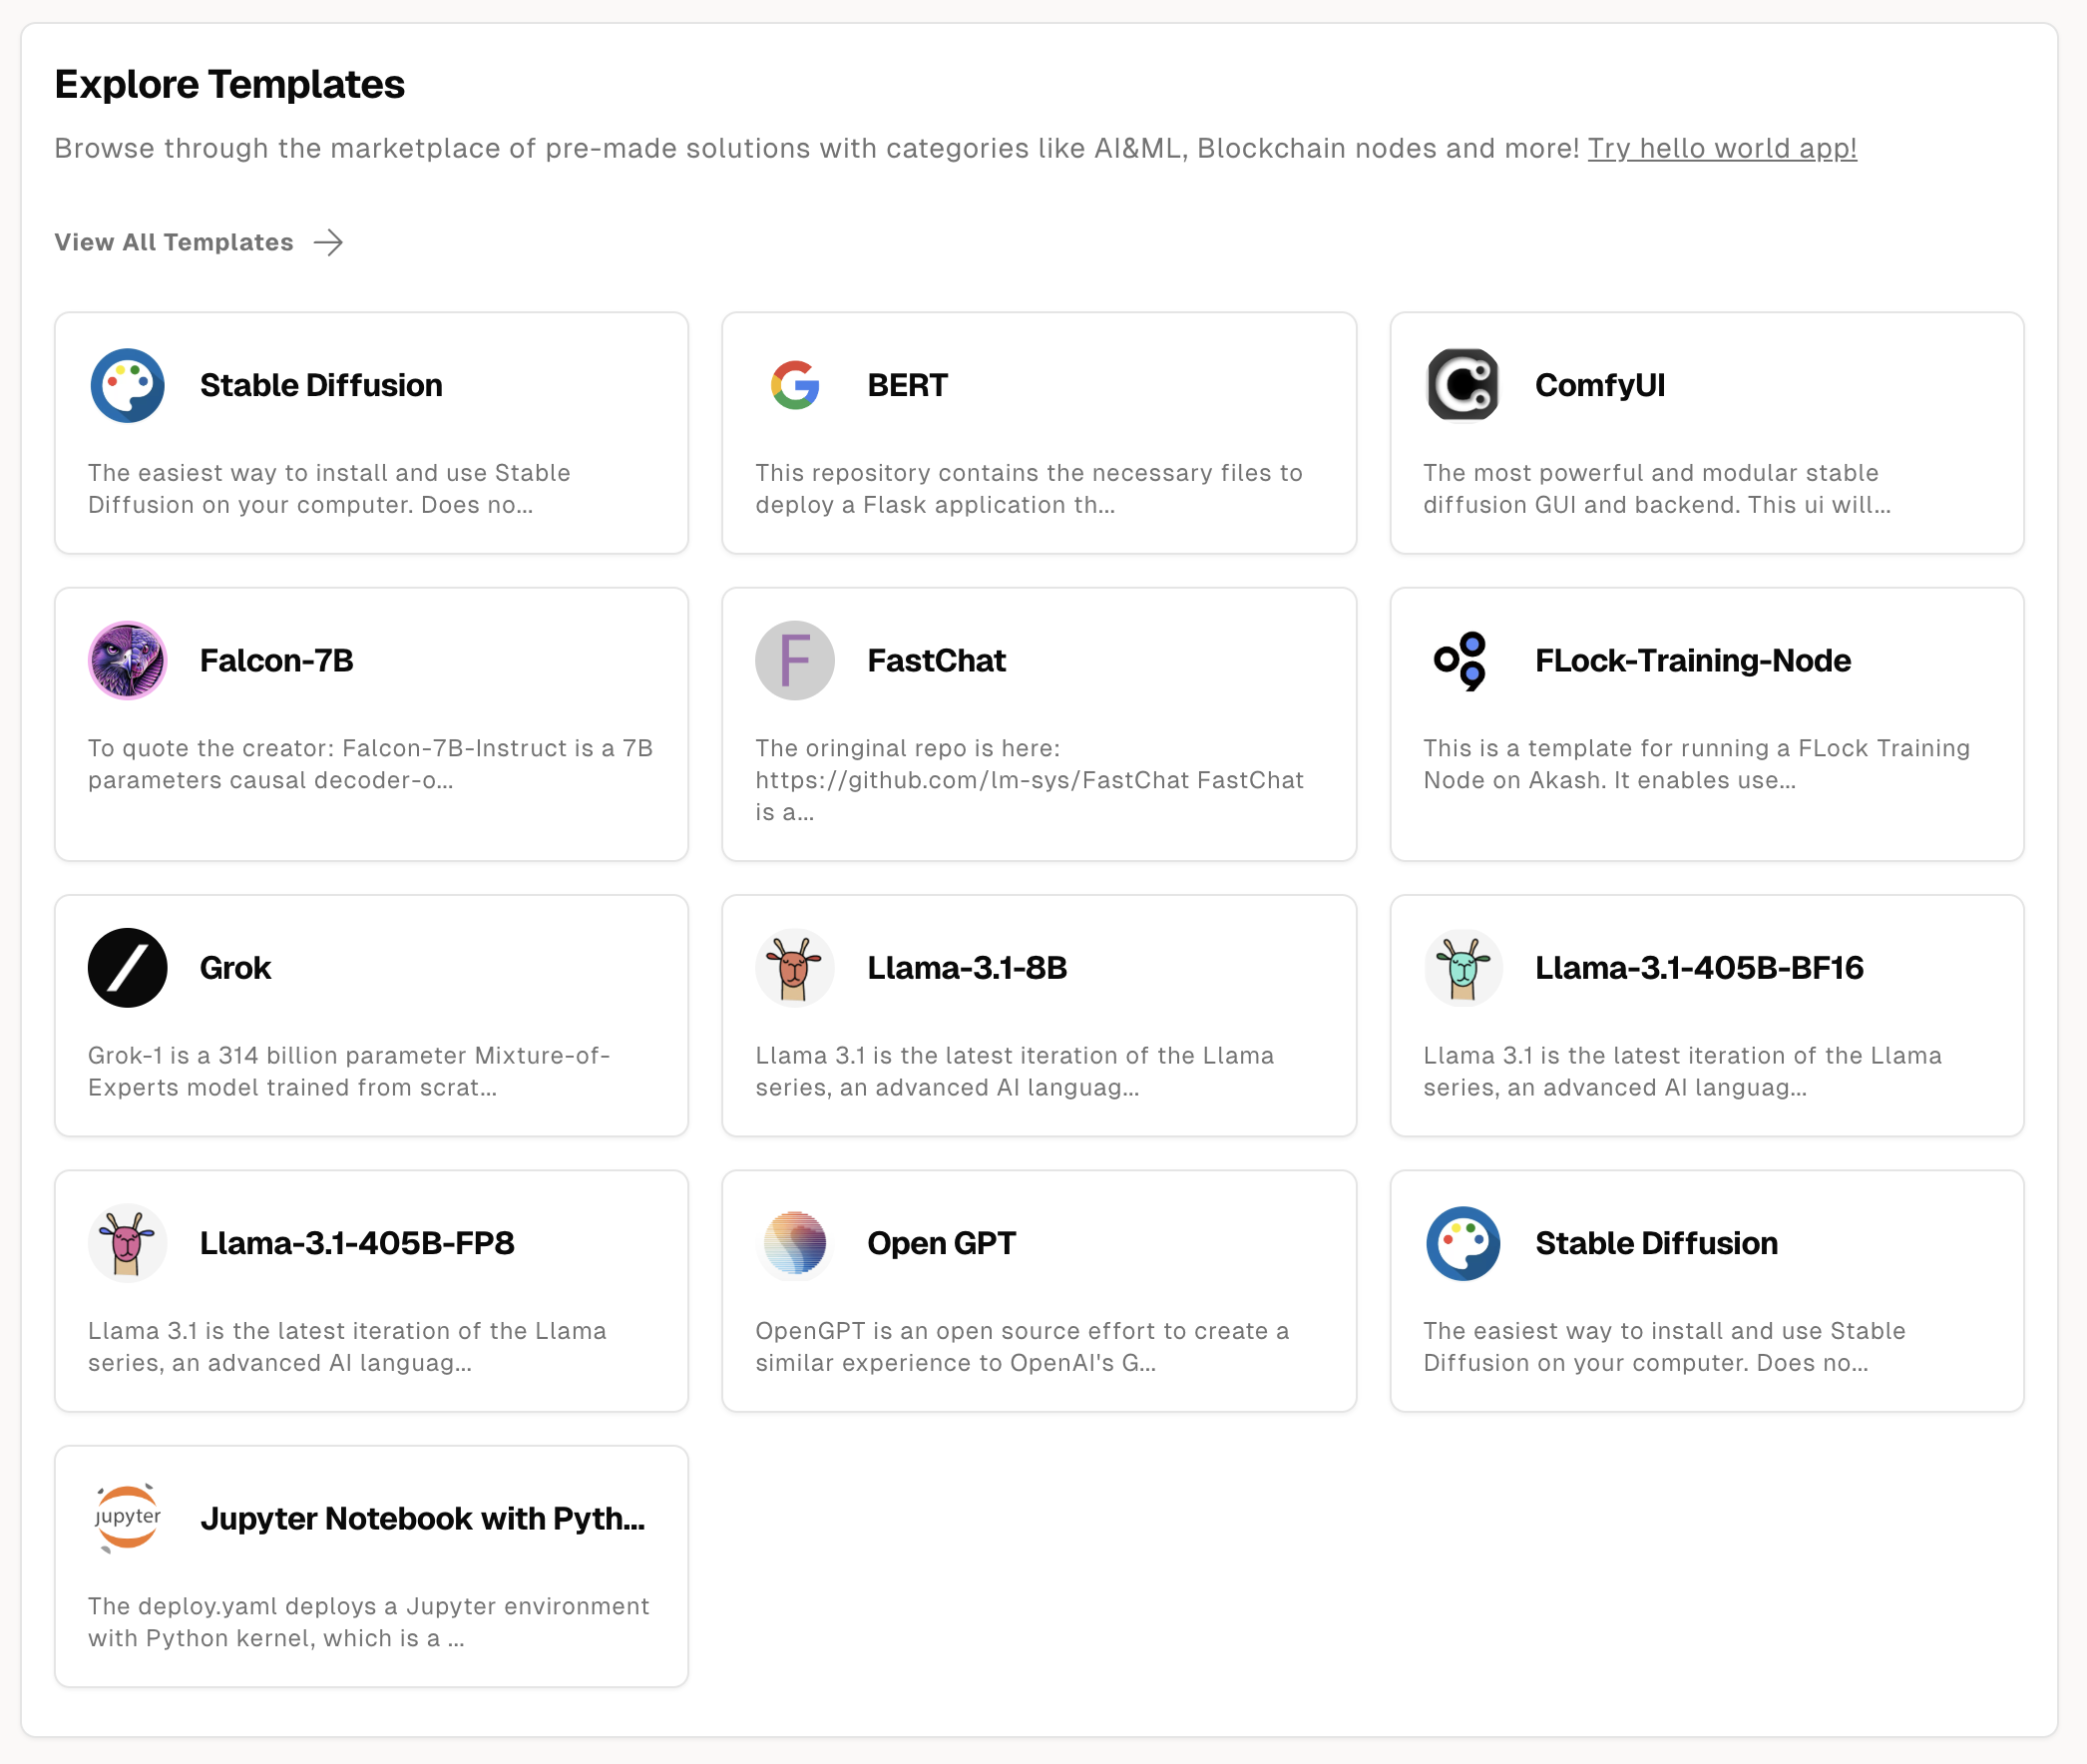 Explore Templates
Browse through the marketplace of pre-made solutions with categories like AI&ML, Blockchain nodes and more! Try hello world app!
View All Templates
Stable Diffusion
The easiest way to install and use Stable
Diffusion on your computer. Does no...
BERT
This repository contains the necessary files to
deploy a Flask application th...
ComfyUI
The most powerful and modular stable
diffusion GUI and backend. This ui will...
Falcon-7B
To quote the creator: Falcon-7B-Instruct is a 7B
parameters causal decoder-o...
F
FastChat
The oringinal repo is here:
https://github.com/lm-sys/FastChat FastChat
is a...
FLock-Training-Node
This is a template for running a FLock Training
Node on Akash. It enables use...
Grok
Grok-1 is a 314 billion parameter Mixture-of-
Experts model trained from scrat...
Llama-3.1-8B
Llama 3.1 is the latest iteration of the Llama
series, an advanced AI languag...
Llama-3.1-405B-BF16
Llama 3.1 is the latest iteration of the Llama
series, an advanced AI languag...
Llama-3.1-405B-FP8
Llama 3.1 is the latest iteration of the Llama
series, an advanced AI languag...
Open GPT
OpenGPT is an open source effort to create a
similar experience to OpenAI's G...
Stable Diffusion
The easiest way to install and use Stable
Diffusion on your computer. Does no...
jupyter
Jupyter Notebook with Pyth...
The deploy.yaml deploys a Jupyter environment
with Python kernel, which is a ...